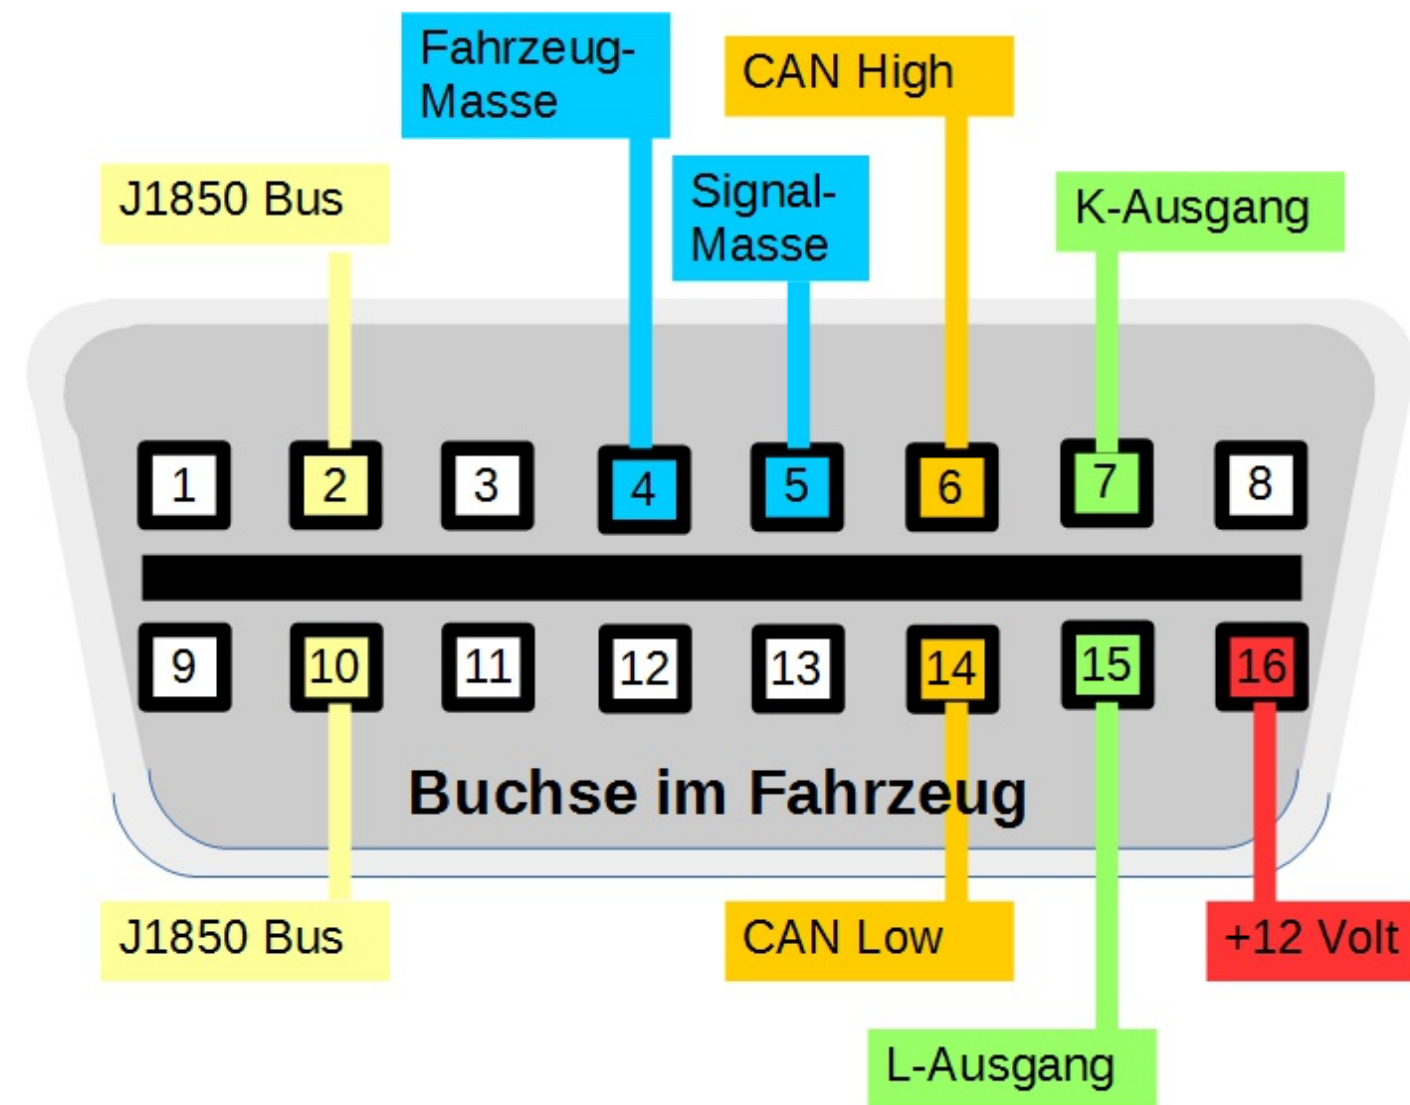 Fahrzeug-
Masse
CAN High
J1850 Bus
Signal-
Masse
K-Ausgang
1 2 3 4 5 6 7 8
9 10 11 12 13 14 15 16
Buchse im Fahrzeug
J1850 Bus
CAN Low
+12 Volt
L-Ausgang